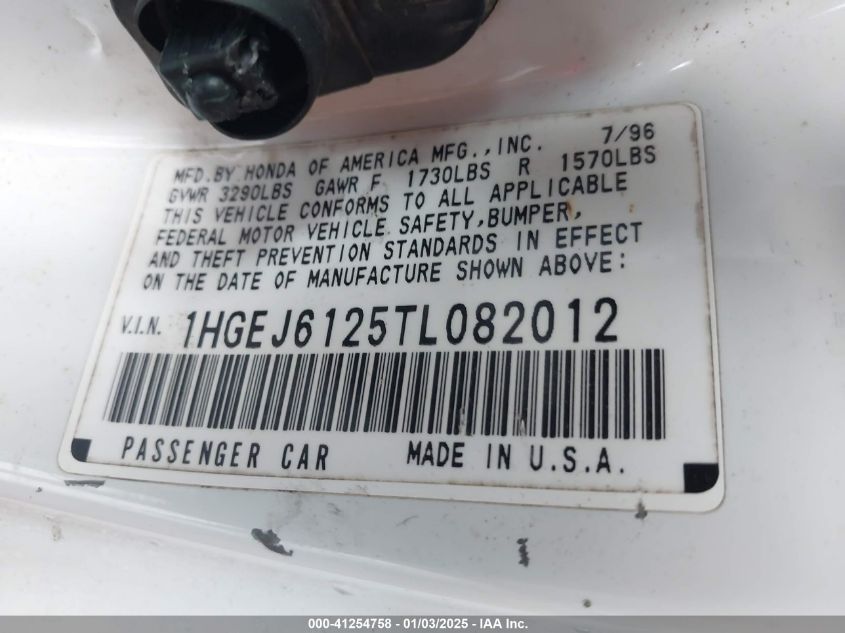 MFD.BY HONDA OF AMERICA MFG.,INC. 7/96
GVWR 3290LBS GAWR F 1730LBS R 1570LBS
THIS VEHICLE CONFORMS TO ALL APPLICABLE
FEDERAL MOTOR VEHICLE SAFETY,BUMPER,
AND THEFT PREVENTION STANDARDS IN EFFECT
ON THE DATE OF MANUFACTURE SHOWN ABOVE:
V.I.N. 1HGEJ6125TL082012
PASSENGER CAR MADE IN U.S.A.
000-41254758 - 01/03/2025 - IAA Inc.